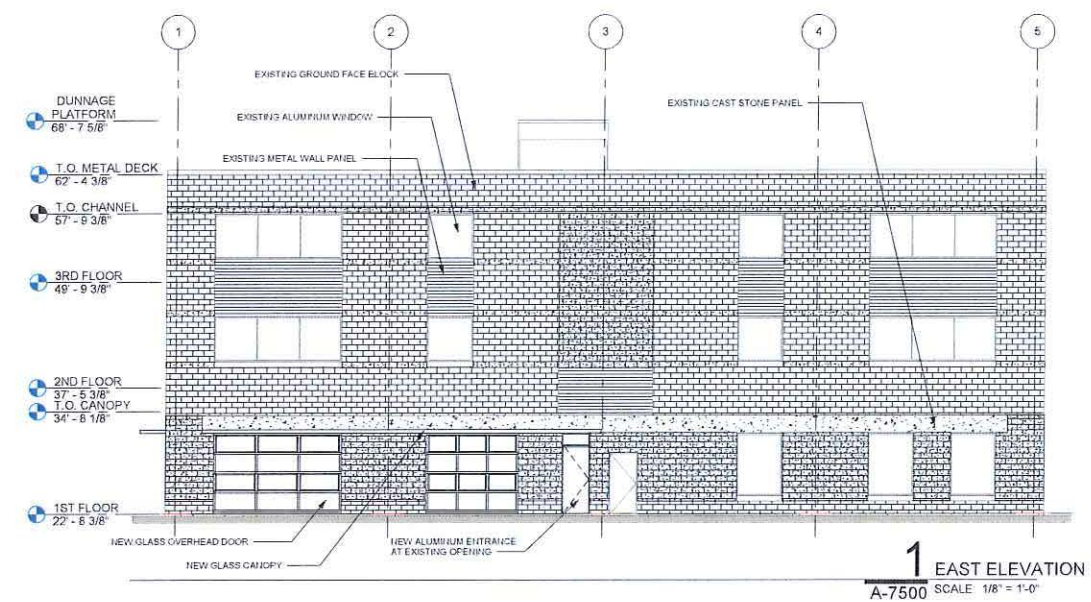 1
2
3
4
5
EXISTING GROUND FACE BLOCK
EXISTING ALUMINUM WINDOW
EXISTING METAL WALL PANEL
EXISTING CAST STONE PANEL
DUNNAGE
PLATFORM
68' - 7 5/8"
T.O. METAL DECK
62' - 4 3/8"
T.O. CHANNEL
57' - 9 3/8"
3RD FLOOR
49' - 9 3/8"
2ND FLOOR
37' - 5 3/8"
T.O. CANOPY
34' - 8 1/8"
1ST FLOOR
22' - 8 3/8"
NEW GLASS OVERHEAD DOOR
NEW GLASS CANOPY
NEW ALUMINUM ENTRANCE
AT EXISTING OPENING
1
EAST ELEVATION
A-7500
SCALE 1/8" = 1'-0"